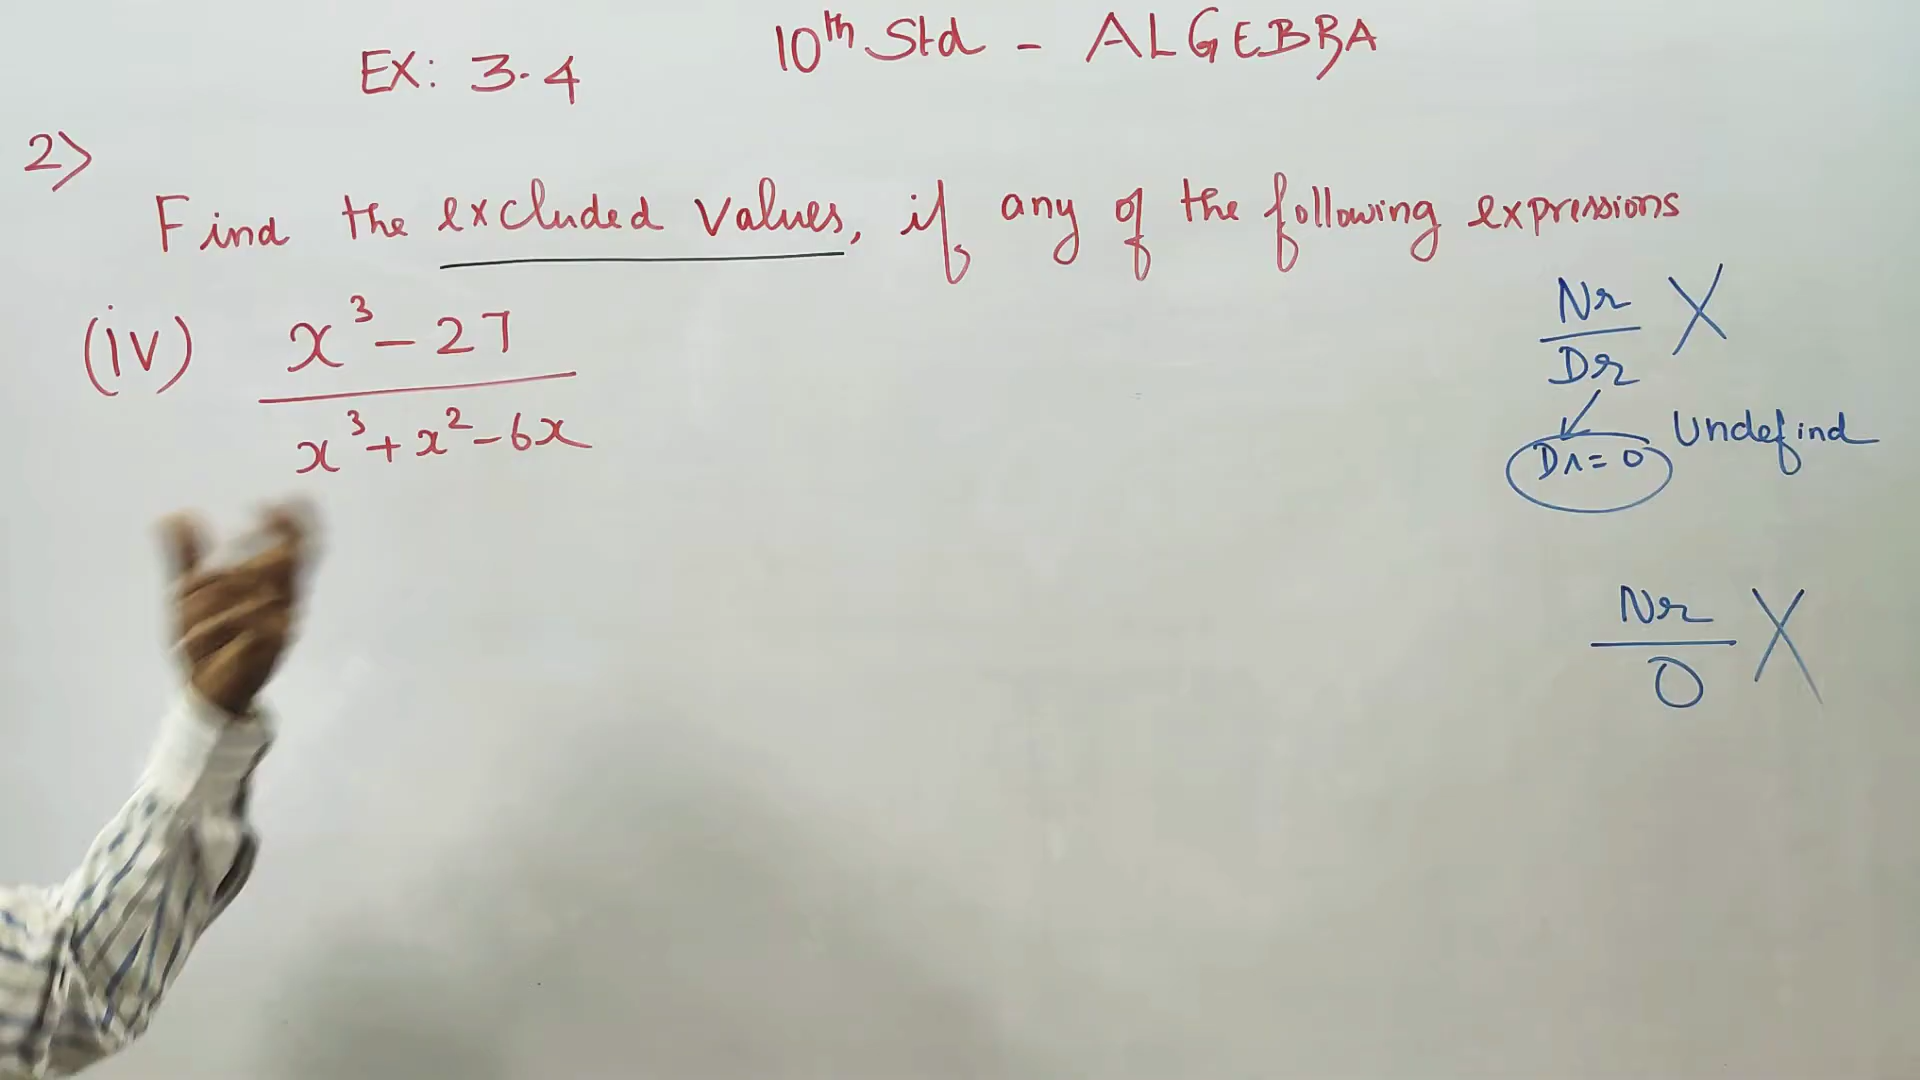 EX: 3.4
10th Std - ALGEBRA
2>
Find the excluded values, if any of the following expressions
(iv) x³ - 27
x³ + x² - 6x
Nr X
Dr
Dr = 0 Undefind
Nr X
0